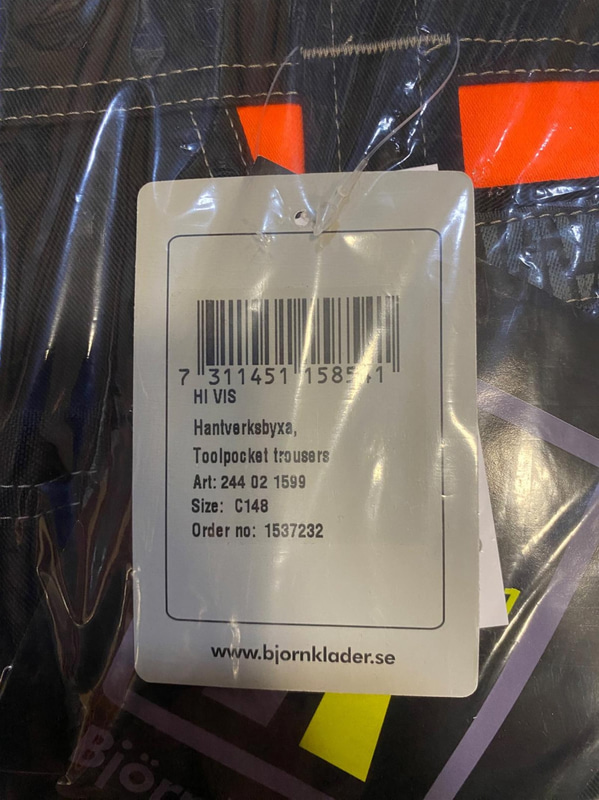 7 311451 158541
HI VIS
Hantverksbyxa,
Toolpocket trousers
Art: 244 02 1599
Size: C148
Order no: 1537232
www.bjornklader.se
Björn